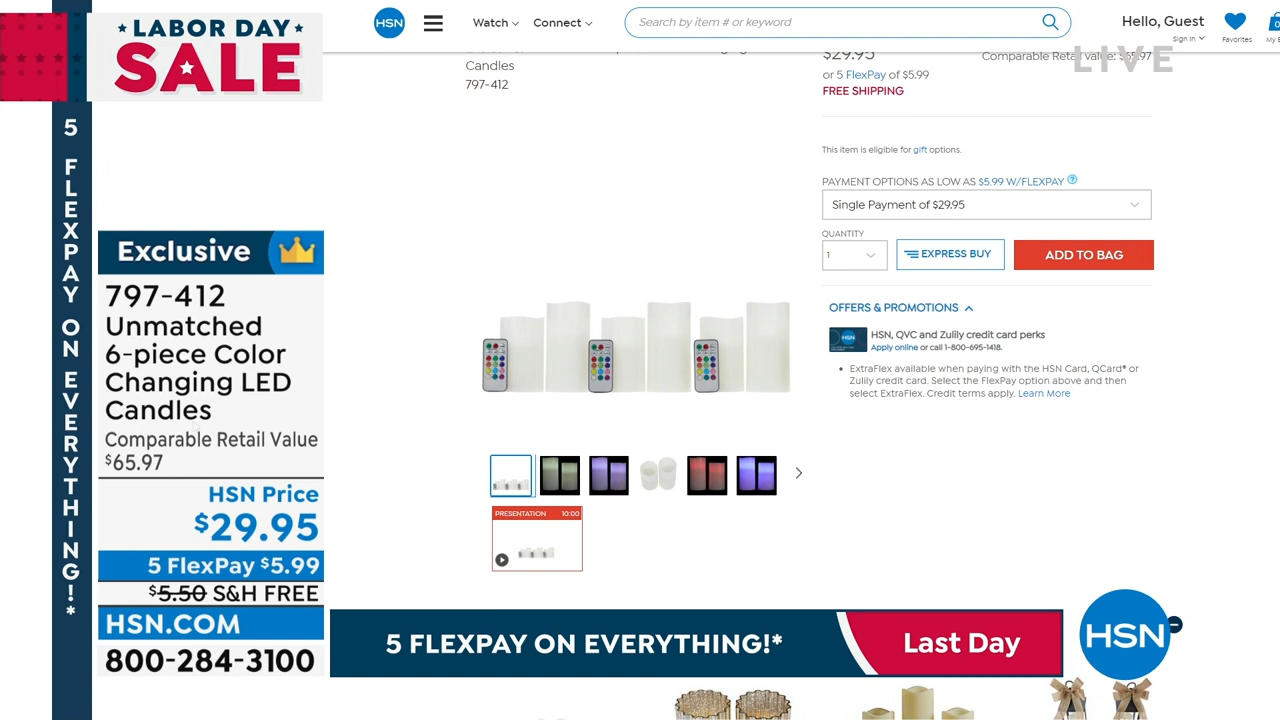 LABOR DAY
SALE
5 FLEXPAY ON EVERYTHING!*
Exclusive
797-412
Unmatched
6-piece Color
Changing LED
Candles
Comparable Retail Value
$65.97
HSN Price
$29.95
5 FlexPay $5.99
$5.50 S&H FREE
HSN.COM
800-284-3100
HSN
Watch
Connect
Search by item # or keyword
Hello, Guest
Sign In
Favorites
0
LIVE
Candles
797-412
$29.95
Comparable Retail value: $65.97
or 5 FlexPay of $5.99
FREE SHIPPING
This item is eligible for gift options.
PAYMENT OPTIONS AS LOW AS $5.99 W/FLEXPAY ?
Single Payment of $29.95
QUANTITY
1
EXPRESS BUY
ADD TO BAG
OFFERS & PROMOTIONS
HSN
HSN, QVC and Zulily credit card perks
Apply online or call 1-800-695-1418.
• ExtraFlex available when paying with the HSN Card, QCard® or
Zulily credit card. Select the FlexPay option above and then
select ExtraFlex. Credit terms apply. Learn More
PRESENTATION 10:00
5 FLEXPAY ON EVERYTHING!*
Last Day
HSN